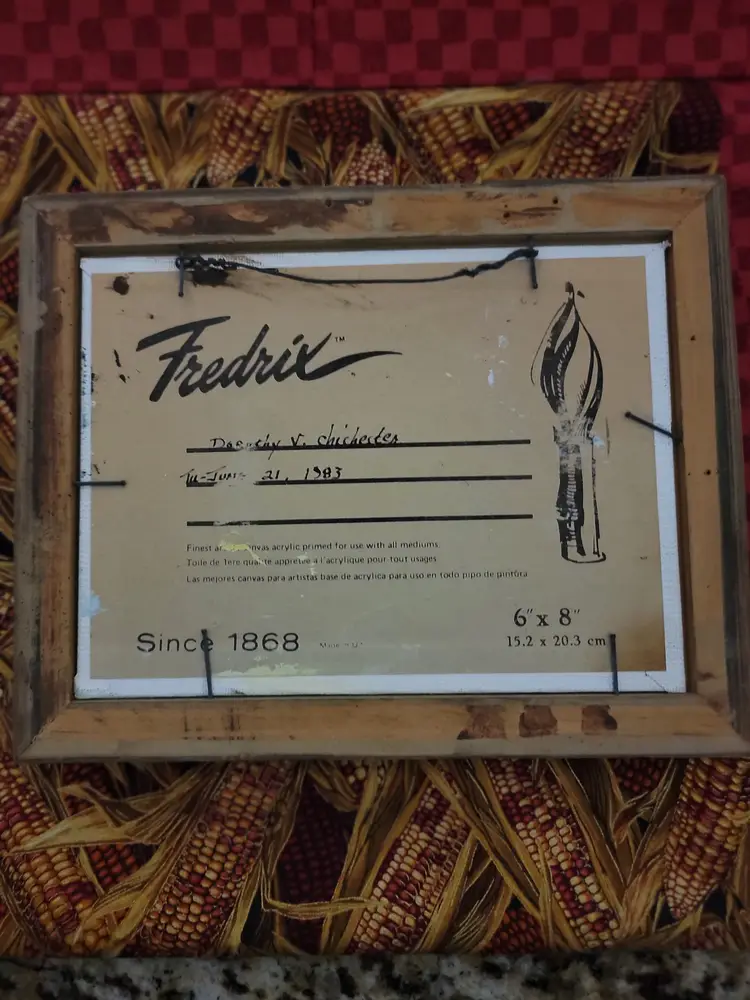 Fredrix™
Dorothy V. Chichester
Tu-June 21, 1983
Finest artist canvas acrylic primed for use with all mediums.
Toile de 1ere qualite appretee a l'acrylique pour tout usages
Las mejores canvas para artistas base de acrylica para uso en todo pipo de pintura
6" x 8"
Since 1868
15.2 x 20.3 cm